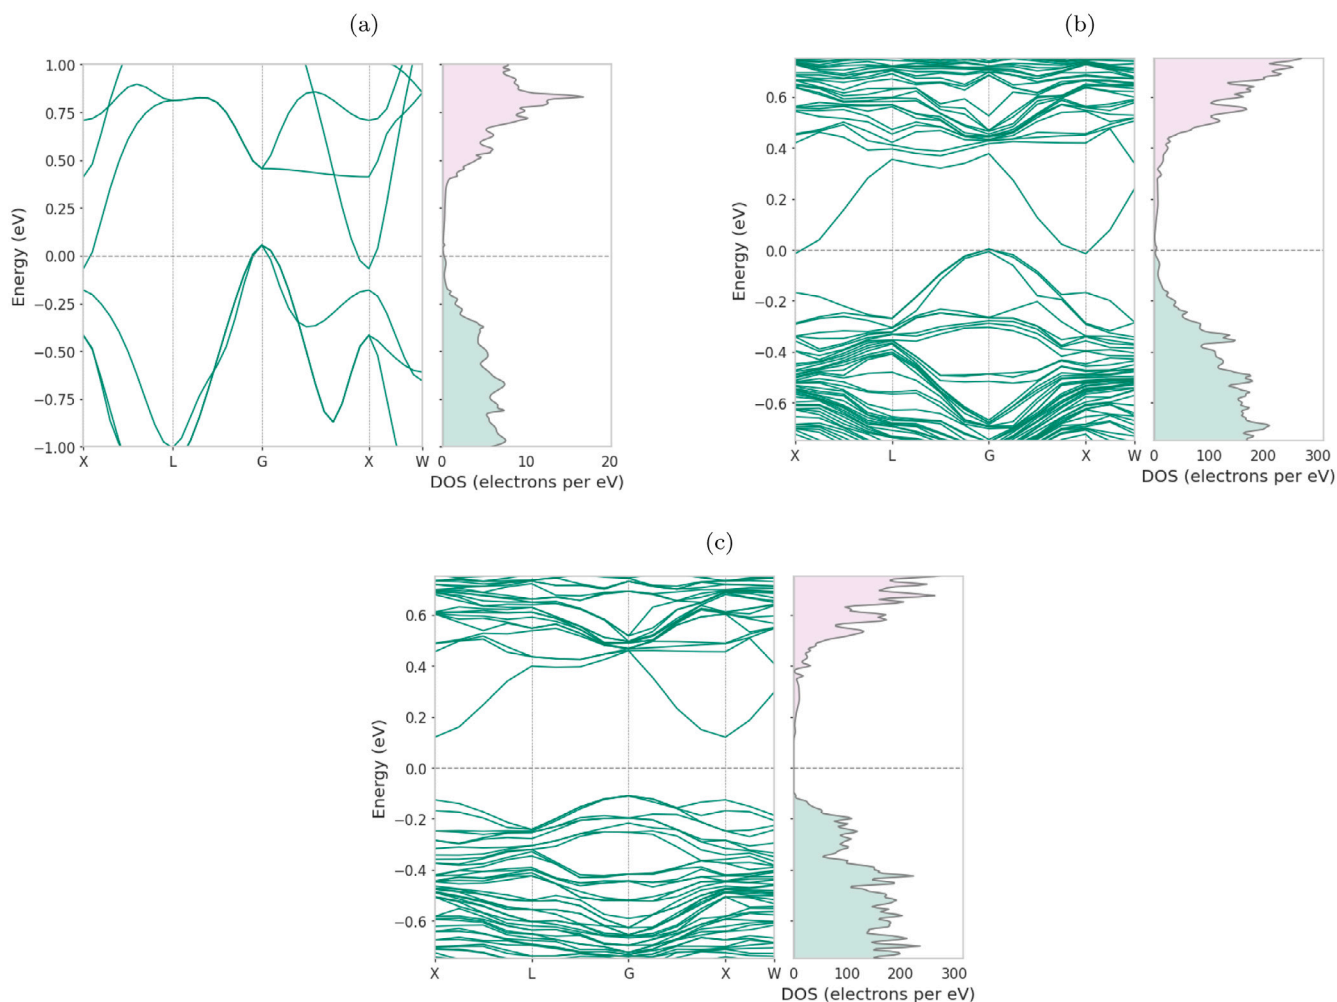 (a)
1.00
0.75
0.50
0.25
0.00
−0.25
−0.50
−0.75
−1.00
Energy (eV)
X L G X W
0 10 20
DOS (electrons per eV)
(b)
0.6
0.4
0.2
0.0
−0.2
−0.4
−0.6
Energy (eV)
X L G X W
0 100 200 300
DOS (electrons per eV)
(c)
0.6
0.4
0.2
0.0
−0.2
−0.4
−0.6
Energy (eV)
X L G X W
0 100 200 300
DOS (electrons per eV)